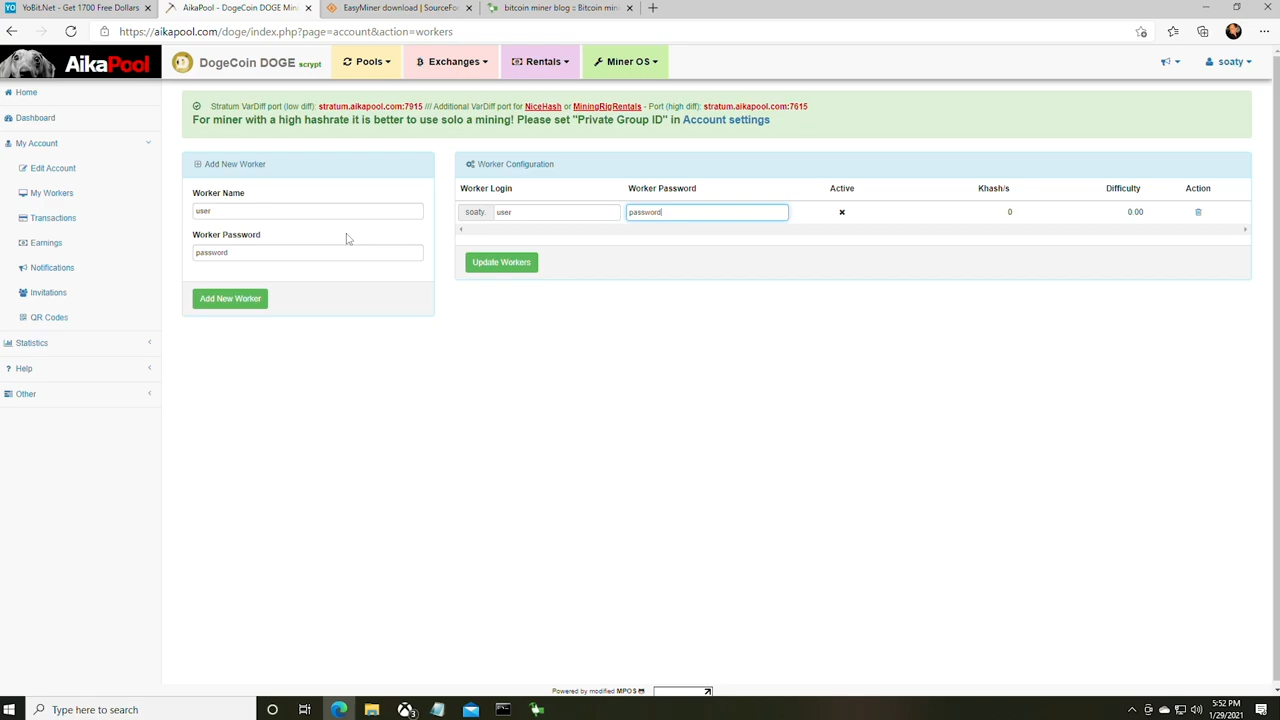 YoBit.Net - Get 1700 Free Dollars
AikaPool - DogeCoin DOGE Min
EasyMiner download | SourceFor
bitcoin miner blog :: Bitcoin min
https://aikapool.com/doge/index.php?page=account&action=workers
AikaPool
DogeCoin DOGE scrypt
Pools
Exchanges
Rentals
Miner OS
soaty
Home
Dashboard
My Account
Edit Account
My Workers
Transactions
Earnings
Notifications
Invitations
QR Codes
Statistics
Help
Other
Stratum VarDiff port (low diff): stratum.aikapool.com:7915 /// Additional VarDiff port for NiceHash or MiningRigRentals - Port (high diff): stratum.aikapool.com:7615
For miner with a high hashrate it is better to use solo a mining! Please set "Private Group ID" in Account settings
Add New Worker
Worker Name
user
Worker Password
password
Add New Worker
Worker Configuration
Worker Login Worker Password Active Khash/s Difficulty Action
soaty. user password 0 0.00
Update Workers
Powered by modified MPOS
Type here to search
5:52 PM
1/29/2021